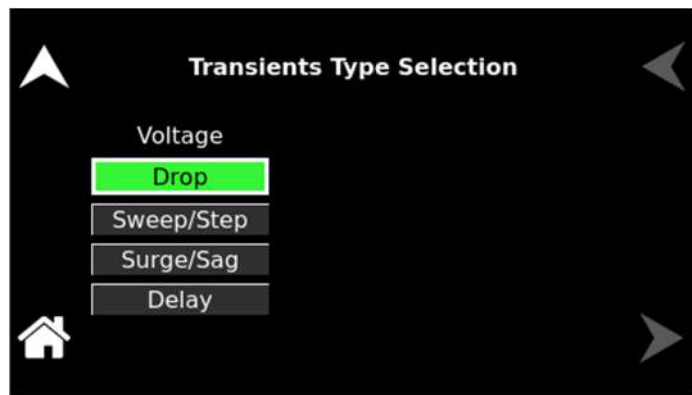 Transients Type Selection
Voltage
Drop
Sweep/Step
Surge/Sag
Delay